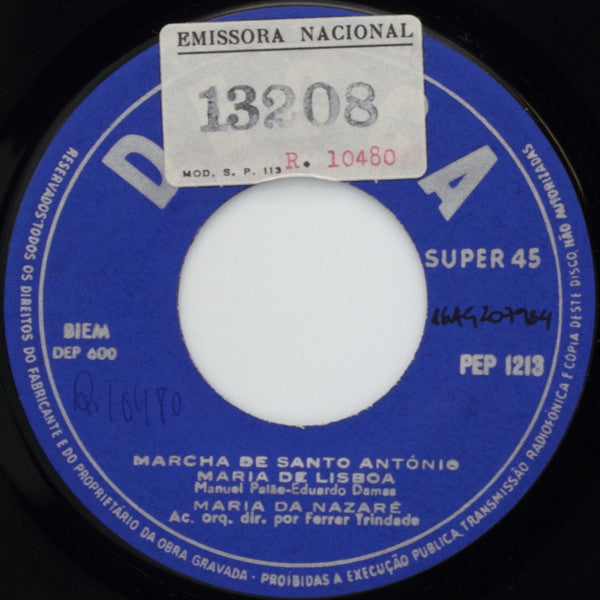 EMISSORA NACIONAL
13208
R. 10480
MOD. S. P. 113
SUPER 45
BIEM
DEP 600
PEP 1213
R. 10480
MARCHA DE SANTO ANTÓNIO
MARIA DE LISBOA
Manuel Paião-Eduardo Damas
MARIA DA NAZARÉ
Ac. orq. dir. por Ferrer Trindade
RESERVADOS TODOS OS DIREITOS DO FABRICANTE E DO PROPRIETÁRIO DA OBRA GRAVADA - PROIBIDAS A EXECUÇÃO PUBLICA, TRANSMISSÃO RADIOFÓNICA E CÓPIA DESTE DISCO, NÃO AUTORIZADAS